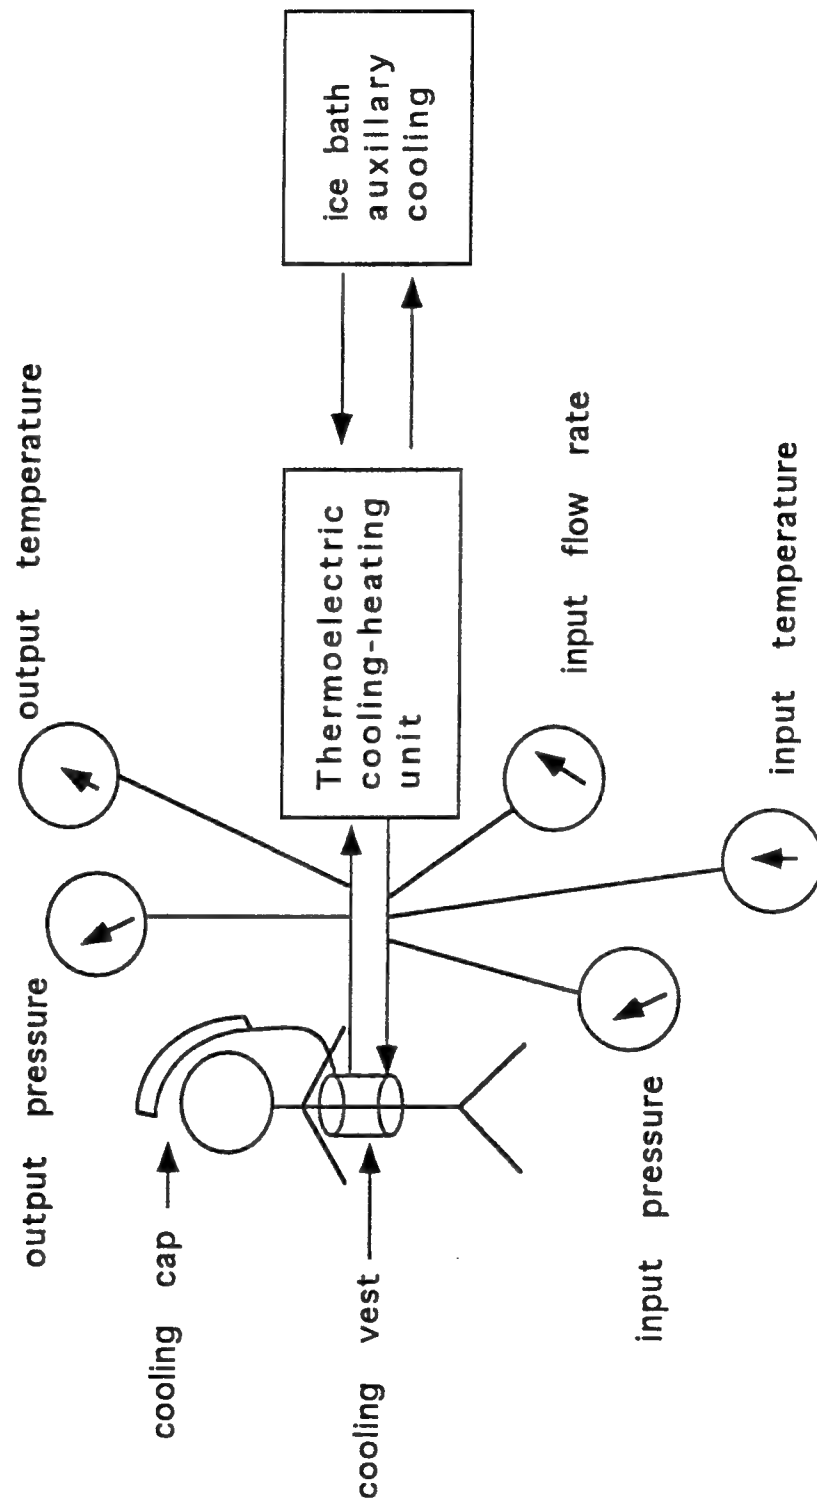 output temperature
output pressure
cooling cap
cooling vest
ice bath
auxillary
cooling
Thermoelectric
cooling-heating
unit
input flow rate
input temperature
input pressure